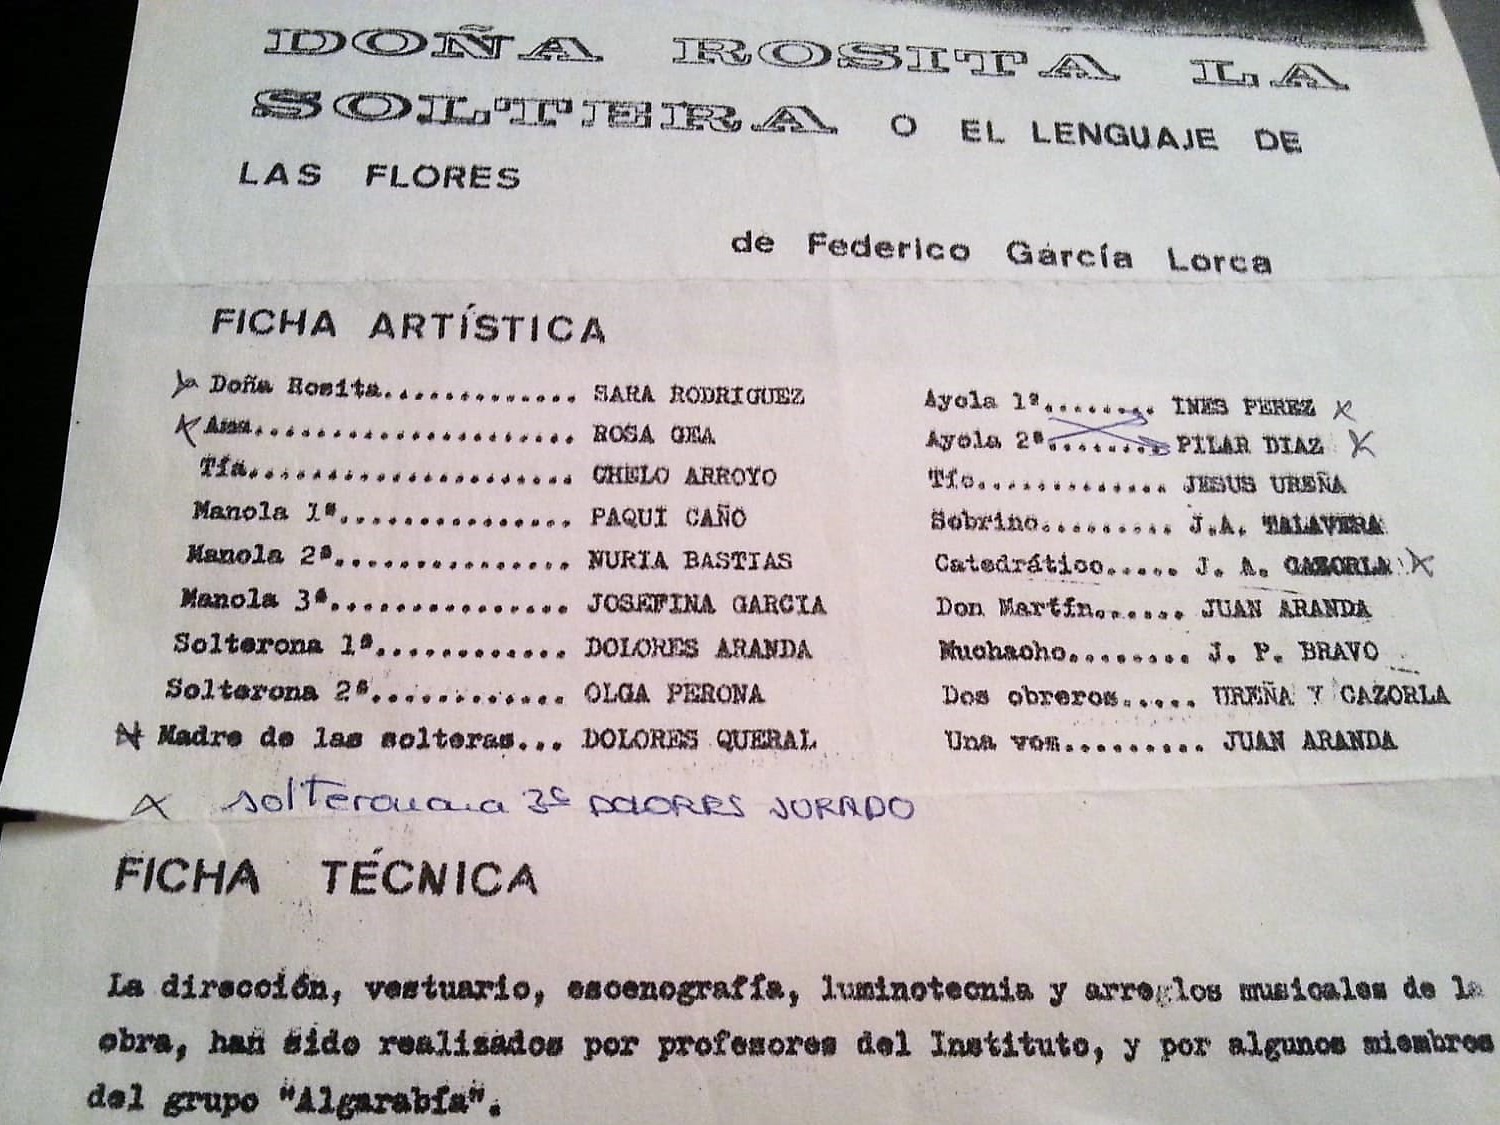 DOÑA ROSITA LA
SOLTERA O EL LENGUAJE DE
LAS FLORES
de Federico García Lorca
FICHA ARTÍSTICA
Doña Rosita............. SARA RODRIGUEZ
Ama...................... ROSA GEA
Tía...................... CHELO ARROYO
Manola 1ª............... PAQUI CAÑO
Manola 2ª............... NURIA BASTIAS
Manola 3ª............... JOSEFINA GARCIA
Solterona 1ª............ DOLORES ARANDA
Solterona 2ª............ OLGA PERONA
Madre de las solteras... DOLORES QUERAL
Ayola 1ª........ INES PEREZ
Ayola 2ª........ PILAR DIAZ
Tío............. JESUS UREÑA
Sobrino......... J.A. TALAVERA
Catedrático..... J. A. CAZORLA
Don Martín...... JUAN ARANDA
Muchacho........ J. P. BRAVO
Dos obreros..... UREÑA Y CAZORLA
Una voz......... JUAN ARANDA
3ª DOLORES JURADO
FICHA TÉCNICA
La dirección, vestuario, escenografía, luminotecnia y arreglos musicales de la
obra, han sido realizados por profesores del Instituto, y por algunos miembros
del grupo "Algarabía".